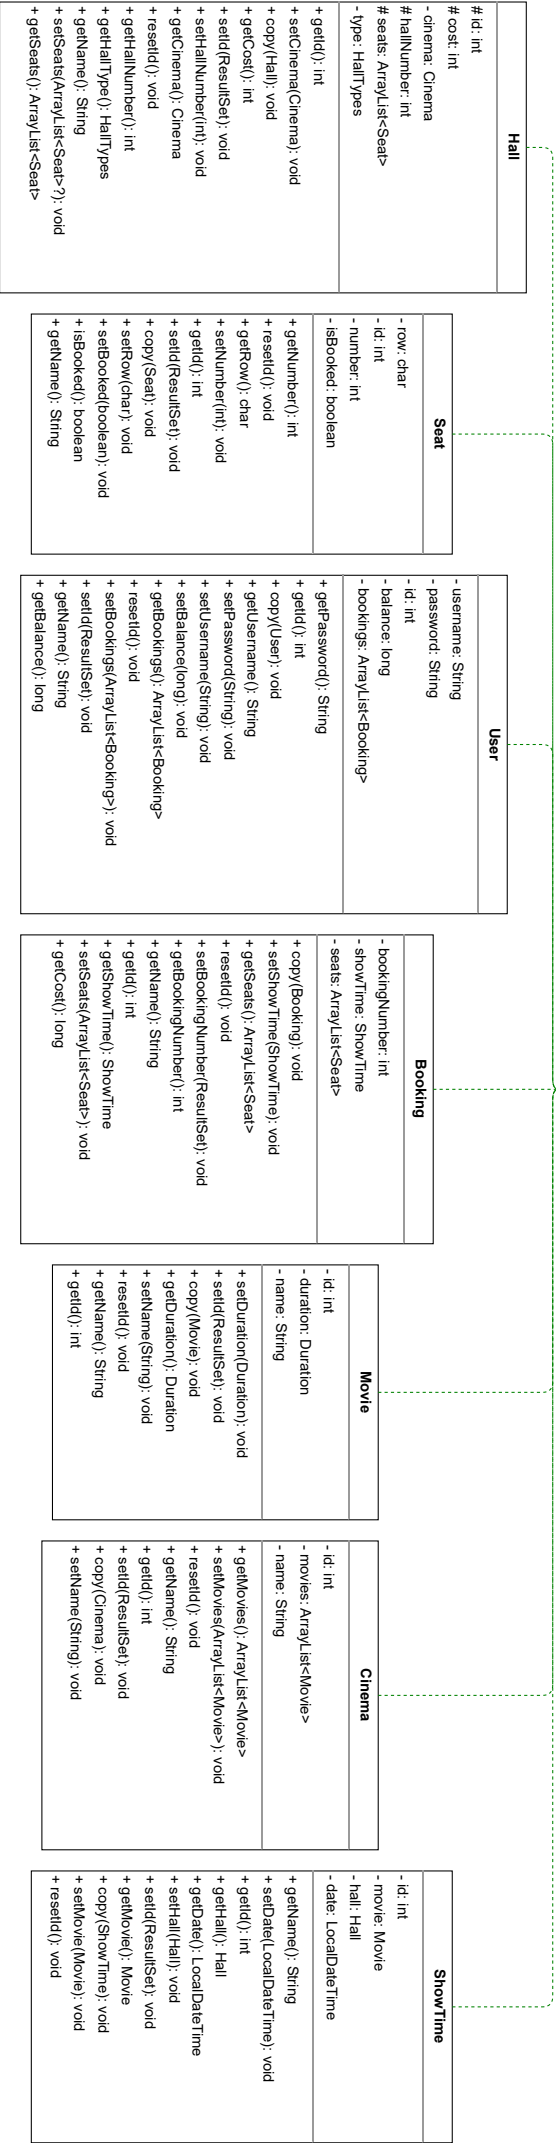 Hall
# id: int
# cost: int
- cinema: Cinema
# hallNumber: int
# seats: ArrayList<Seat>
- type: HallTypes
+ getId(): int
+ setCinema(Cinema): void
+ copy(Hall): void
+ getCost(): int
+ setId(ResultSet): void
+ setHallNumber(int): void
+ getCinema(): Cinema
+ resetId(): void
+ getHallNumber(): int
+ getHallType(): HallTypes
+ getName(): String
+ setSeats(ArrayList<Seat>?): void
+ getSeats(): ArrayList<Seat>
Seat
- row: char
- id: int
- number: int
- isBooked: boolean
+ getNumber(): int
+ resetId(): void
+ getRow(): char
+ setNumber(int): void
+ getId(): int
+ setId(ResultSet): void
+ copy(Seat): void
+ setRow(char): void
+ setBooked(boolean): void
+ isBooked(): boolean
+ getName(): String
User
- username: String
- password: String
- id: int
- balance: long
- bookings: ArrayList<Booking>
+ getPassword(): String
+ getId(): int
+ copy(User): void
+ getUsername(): String
+ setPassword(String): void
+ setUsername(String): void
+ setBalance(long): void
+ getBookings(): ArrayList<Booking>
+ resetId(): void
+ setBookings(ArrayList<Booking>): void
+ setId(ResultSet): void
+ getName(): String
+ getBalance(): long
Booking
- bookingNumber: int
- showTime: ShowTime
- seats: ArrayList<Seat>
+ copy(Booking): void
+ setShowTime(ShowTime): void
+ getSeats(): ArrayList<Seat>
+ resetId(): void
+ setBookingNumber(ResultSet): void
+ getBookingNumber(): int
+ getName(): String
+ getId(): int
+ getShowTime(): ShowTime
+ setSeats(ArrayList<Seat>): void
+ getCost(): long
Movie
- id: int
- duration: Duration
- name: String
+ setDuration(Duration): void
+ setId(ResultSet): void
+ copy(Movie): void
+ getDuration(): Duration
+ setName(String): void
+ resetId(): void
+ getName(): String
+ getId(): int
Cinema
- id: int
- movies: ArrayList<Movie>
- name: String
+ getMovies(): ArrayList<Movie>
+ setMovies(ArrayList<Movie>): void
+ resetId(): void
+ getName(): String
+ getId(): int
+ setId(ResultSet): void
+ copy(Cinema): void
+ setName(String): void
ShowTime
- id: int
- movie: Movie
- hall: Hall
- date: LocalDateTime
+ getName(): String
+ setDate(LocalDateTime): void
+ getId(): int
+ getHall(): Hall
+ getDate(): LocalDateTime
+ setHall(Hall): void
+ setId(ResultSet): void
+ getMovie(): Movie
+ copy(ShowTime): void
+ setMovie(Movie): void
+ resetId(): void